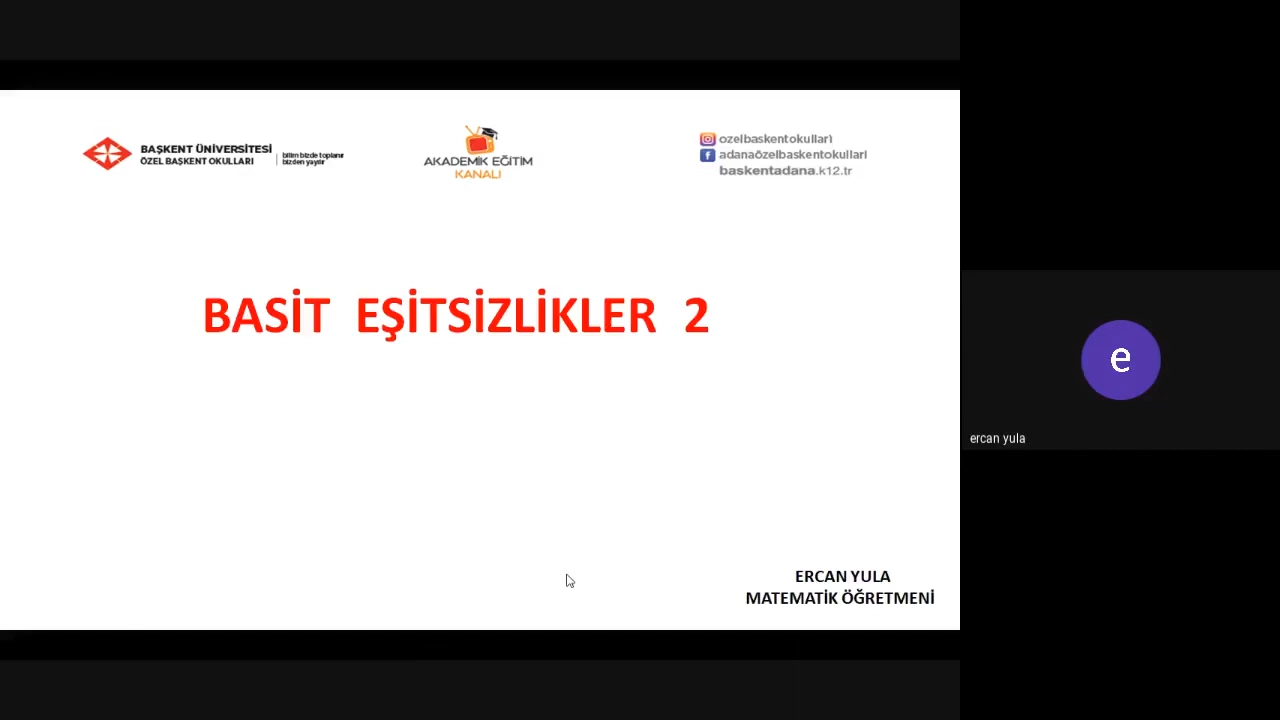 BAŞKENT ÜNİVERSİTESİ
ÖZEL BAŞKENT OKULLARI
bilim bizde toplanır
bizden yayılır
AKADEMİK EĞİTİM
KANALI
ozelbaskentokullari
adanaözelbaskentokullari
baskentadana.k12.tr
BASİT EŞİTSİZLİKLER 2
e
ercan yula
ERCAN YULA
MATEMATİK ÖĞRETMENİ